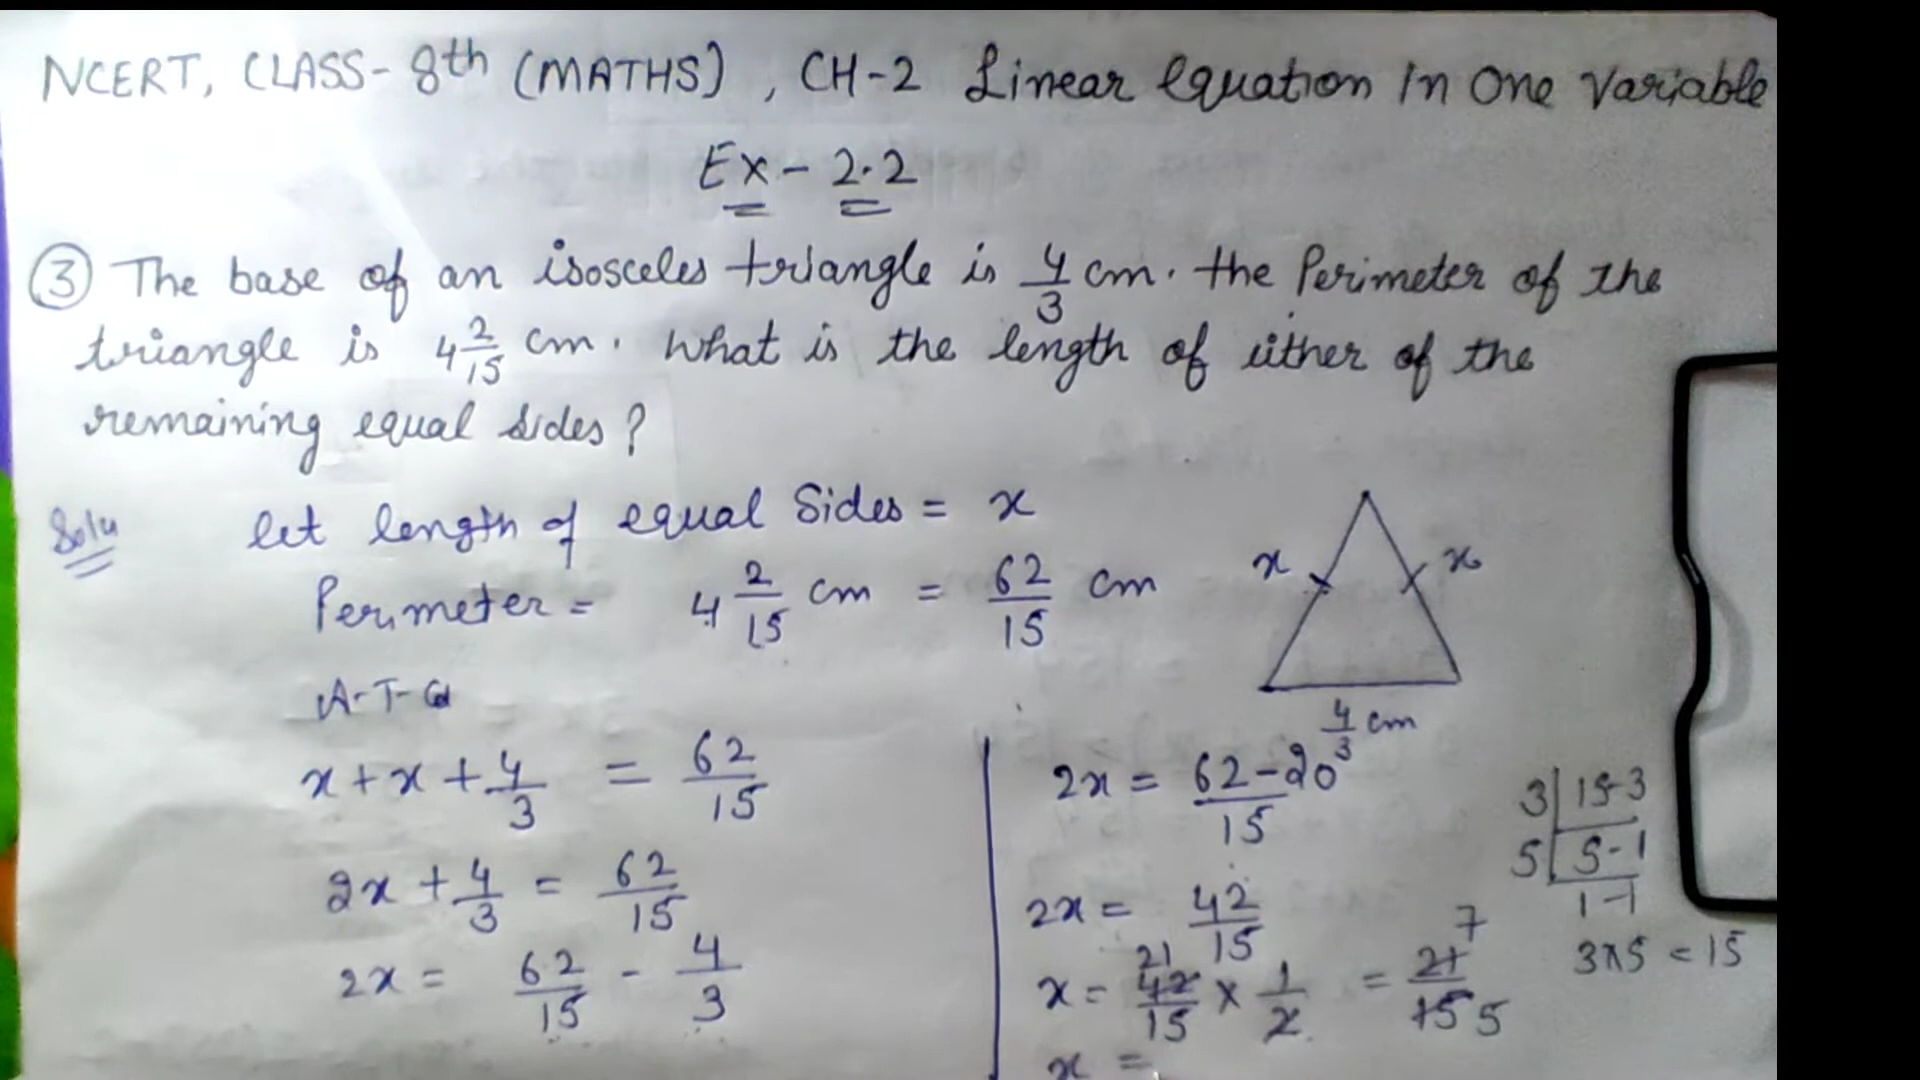 NCERT, CLASS- 8th (MATHS) , CH-2 Linear Equation In One Variable
Ex - 2.2
③ The base of an isosceles triangle is 4/3 cm. the Perimeter of the
triangle is 4 2/15 cm. What is the length of either of the
remaining equal sides?
Solu let length of equal Sides = x
Perimeter = 4 2/15 cm = 62/15 cm
x x
4/3 cm
A-T-Q
x + x + 4/3 = 62/15
2x + 4/3 = 62/15
2x = 62/15 - 4/3
2x = 62-20/15
2x = 42/15
x = 42/15 × 1/2 = 21/15
21 7 5
x =
3 | 15-3
5 | 5-1
1-1
3×5 = 15